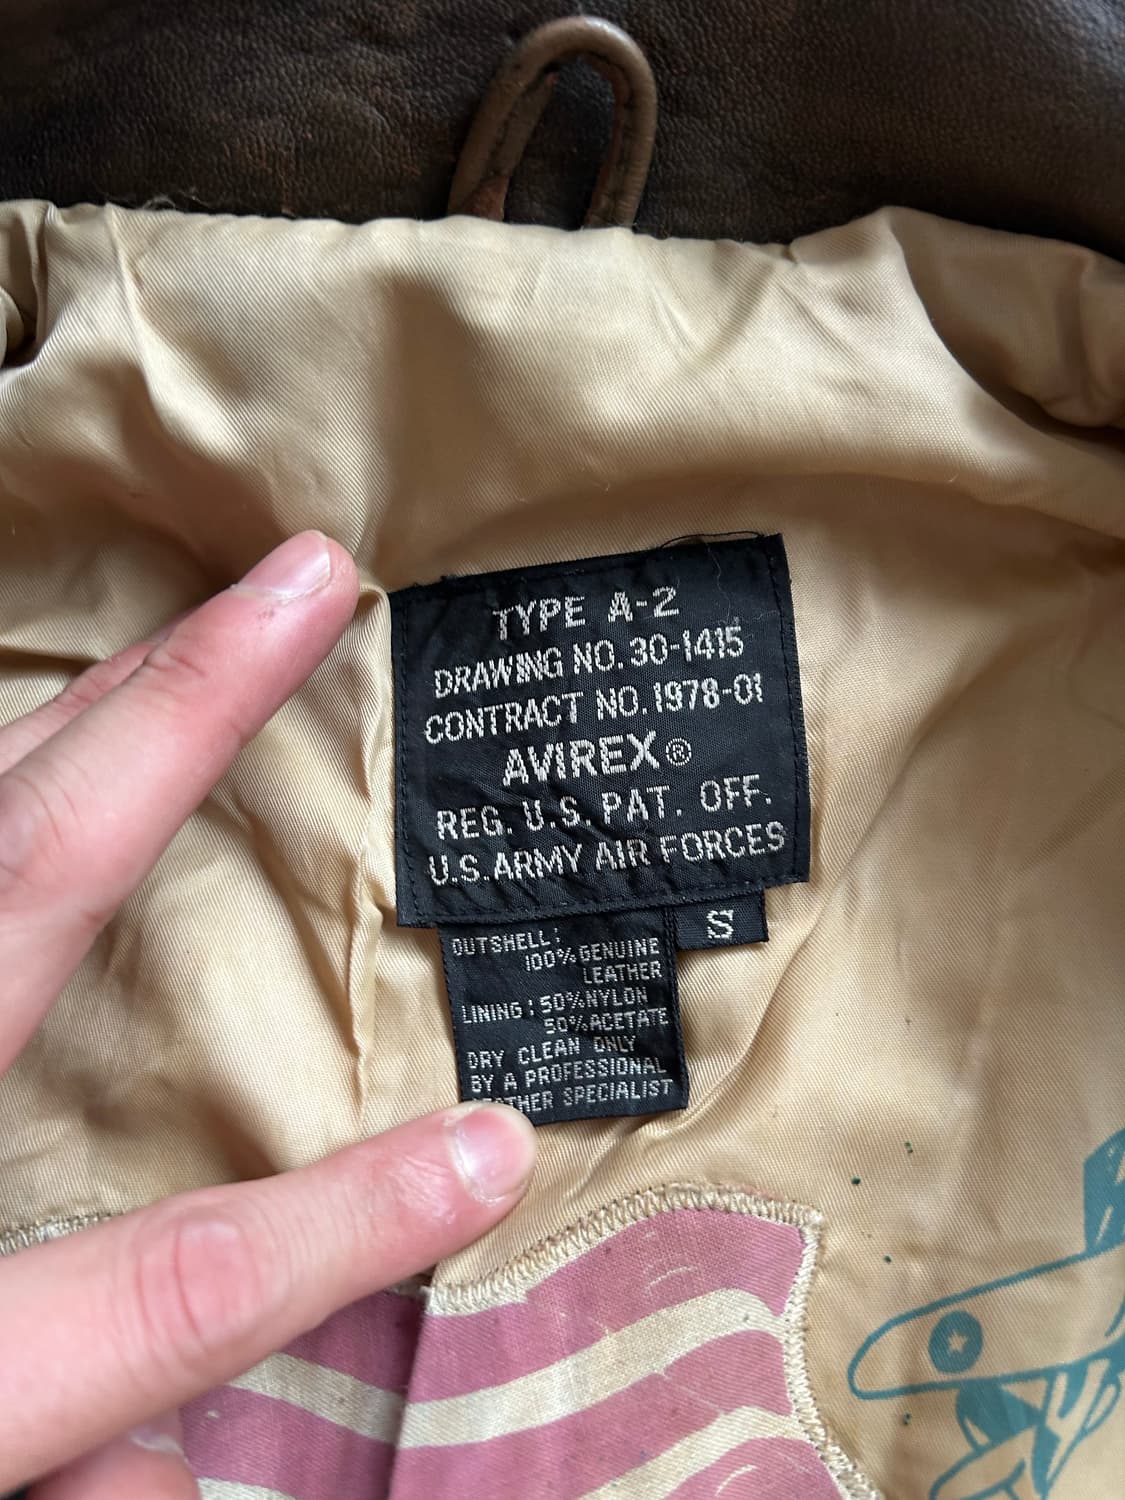 TYPE A-2
DRAWING NO. 30-1415
CONTRACT NO. 1978-01
AVIREX®
REG. U.S. PAT. OFF.
U.S. ARMY AIR FORCES
S
OUTSHELL:
100% GENUINE
LEATHER
LINING: 50% NYLON
50% ACETATE
DRY CLEAN ONLY
BY A PROFESSIONAL
SPECIALIST